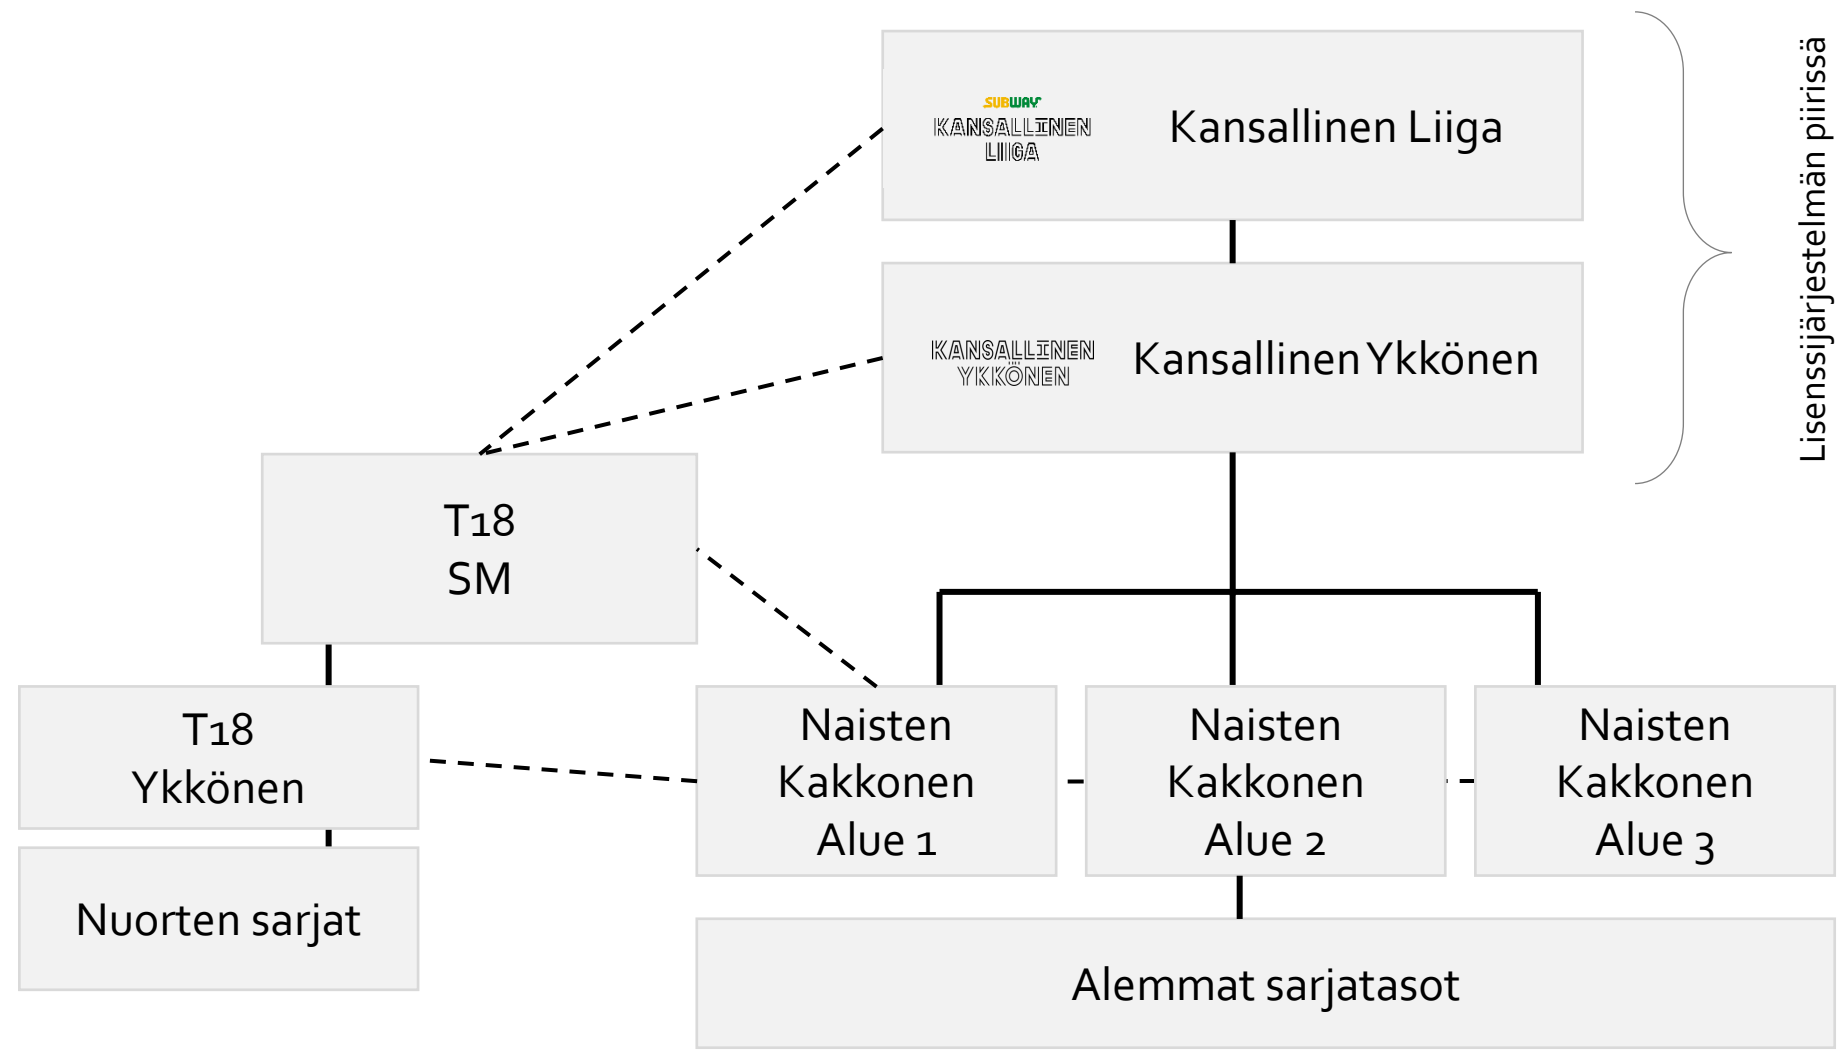 SUBWAY
KANSALLINEN
LIIGA
Kansallinen Liiga
Lisenssijärjestelmän piirissä
KANSALLINEN
YKKÖNEN
Kansallinen Ykkönen
T18
SM
T18
Ykkönen
Naisten
Kakkonen
Alue 1
Naisten
Kakkonen
Alue 2
Naisten
Kakkonen
Alue 3
Nuorten sarjat
Alemmat sarjatasot